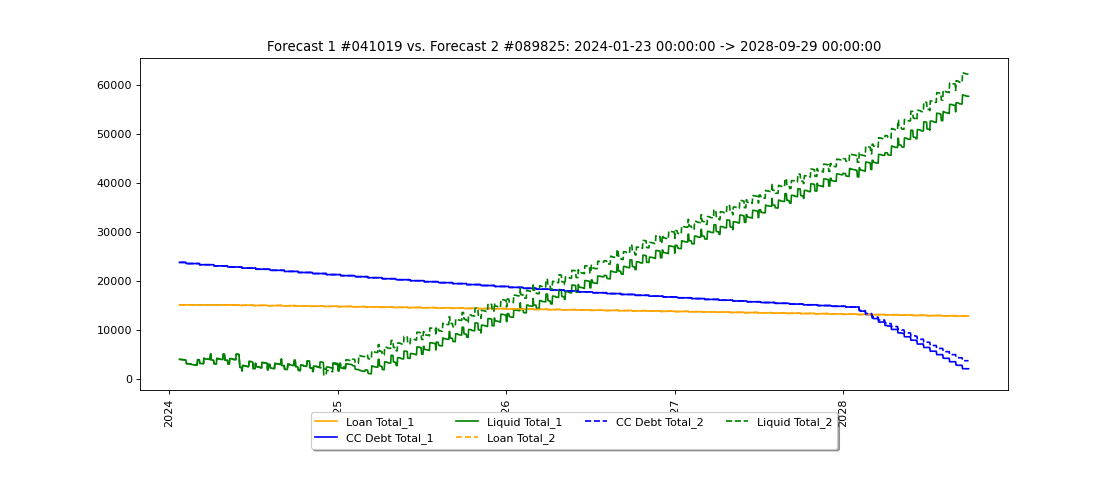 Forecast 1 #041019 vs. Forecast 2 #089825: 2024-01-23 00:00:00 -> 2028-09-29 00:00:00
60000
50000
40000
30000
20000
10000
0
2024
25
26
27
2028
Loan Total_1
CC Debt Total_1
Liquid Total_1
Loan Total_2
CC Debt Total_2
Liquid Total_2